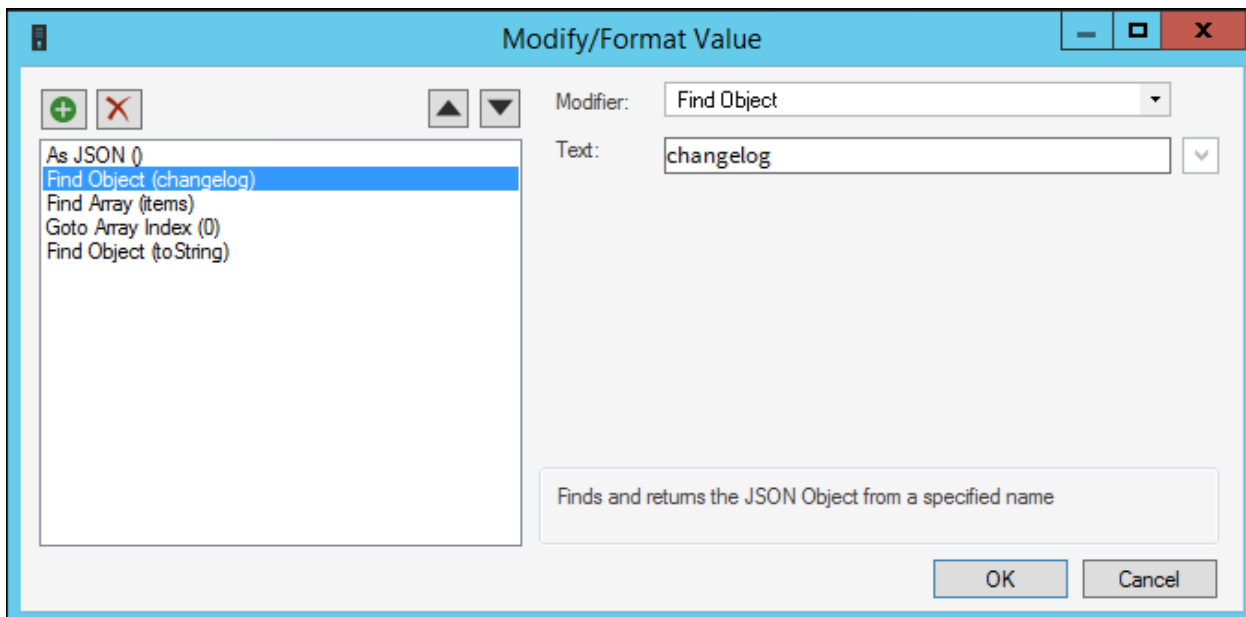 Modify/Format Value
Modifier:
Find Object
Text:
changelog
As JSON ()
Find Object (changelog)
Find Array (items)
Goto Array Index (0)
Find Object (toString)
Finds and returns the JSON Object from a specified name
OK
Cancel